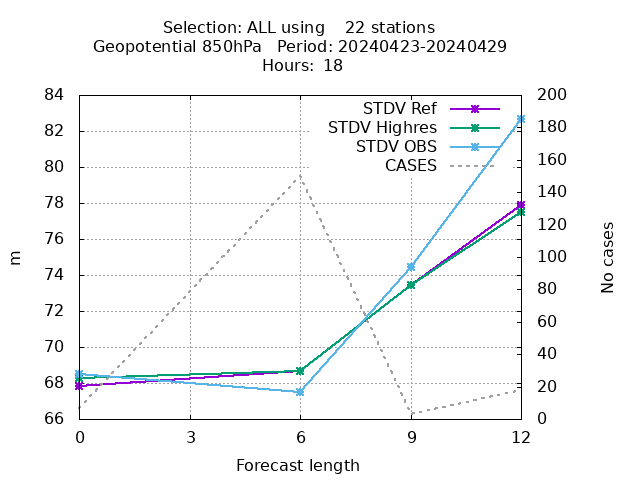 Selection: ALL using    22 stations
Geopotential 850hPa   Period: 20240423-20240429
Hours: 18
84
82
80
78
76
74
72
70
68
66
200
180
160
140
120
100
80
60
40
20
0
STDV Ref
STDV Highres
STDV OBS
CASES
m
No cases
0
3
6
9
12
Forecast length